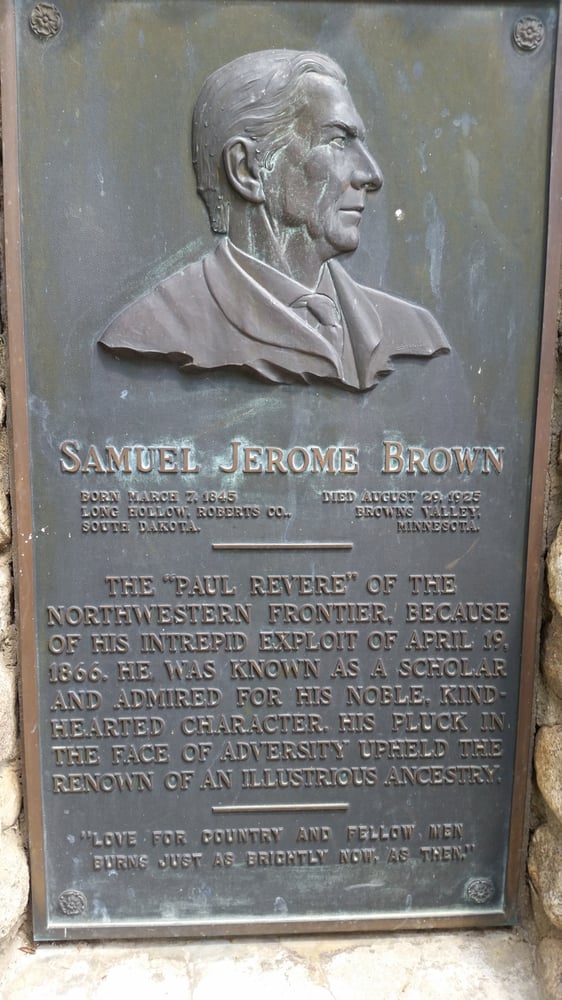 SAMUEL JEROME BROWN
BORN MARCH 7, 1845 DIED AUGUST 29, 1925
LONG HOLLOW, ROBERTS CO., BROWNS VALLEY,
SOUTH DAKOTA. MINNESOTA.
THE "PAUL REVERE" OF THE
NORTHWESTERN FRONTIER, BECAUSE
OF HIS INTREPID EXPLOIT OF APRIL 19,
1866. HE WAS KNOWN AS A SCHOLAR
AND ADMIRED FOR HIS NOBLE, KIND-
HEARTED CHARACTER. HIS PLUCK IN
THE FACE OF ADVERSITY UPHELD THE
RENOWN OF AN ILLUSTRIOUS ANCESTRY.
"LOVE FOR COUNTRY AND FELLOW MEN
BURNS JUST AS BRIGHTLY NOW, AS THEN."